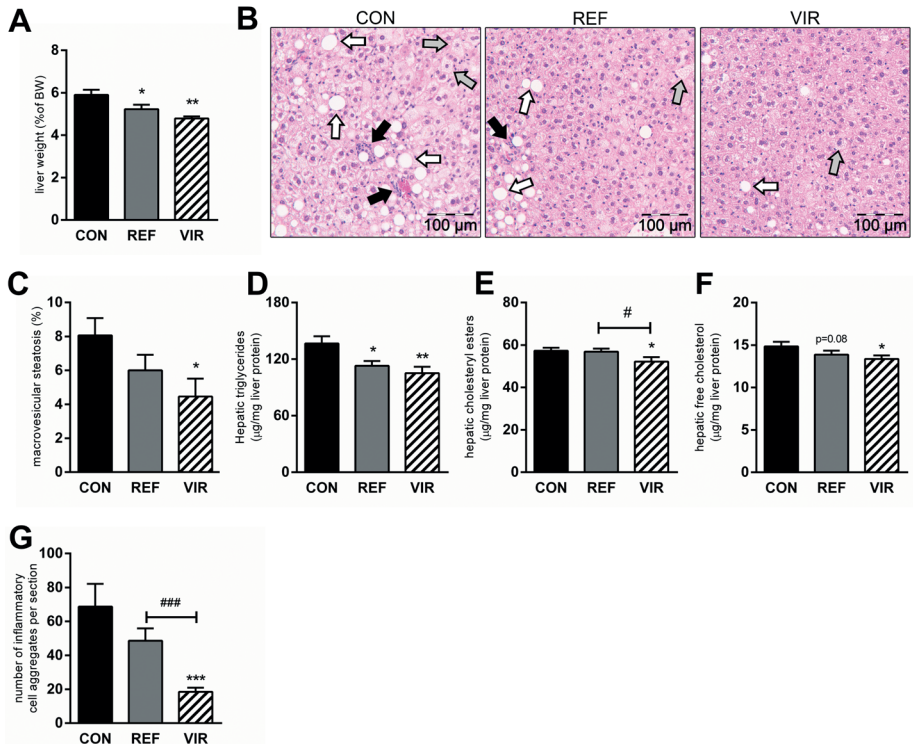 A
liver weight (%of BW)
8
6
4
2
0
*
**
CON
REF
VIR
B
CON
REF
VIR
100 µm
100 µm
100 µm
C
macrovesicular steatosis (%)
10
8
6
4
2
0
*
CON
REF
VIR
D
Hepatic triglycerides
(µg/mg liver protein)
180
120
60
0
*
**
CON
REF
VIR
E
hepatic cholesteryl esters
(µg/mg liver protein)
80
60
40
20
0
#
*
CON
REF
VIR
F
hepatic free cholesterol
(µg/mg liver protein)
20
15
10
5
0
p=0.08
*
CON
REF
VIR
G
number of inflammatory
cell aggregates per section
100
80
60
40
20
0
###
***
CON
REF
VIR